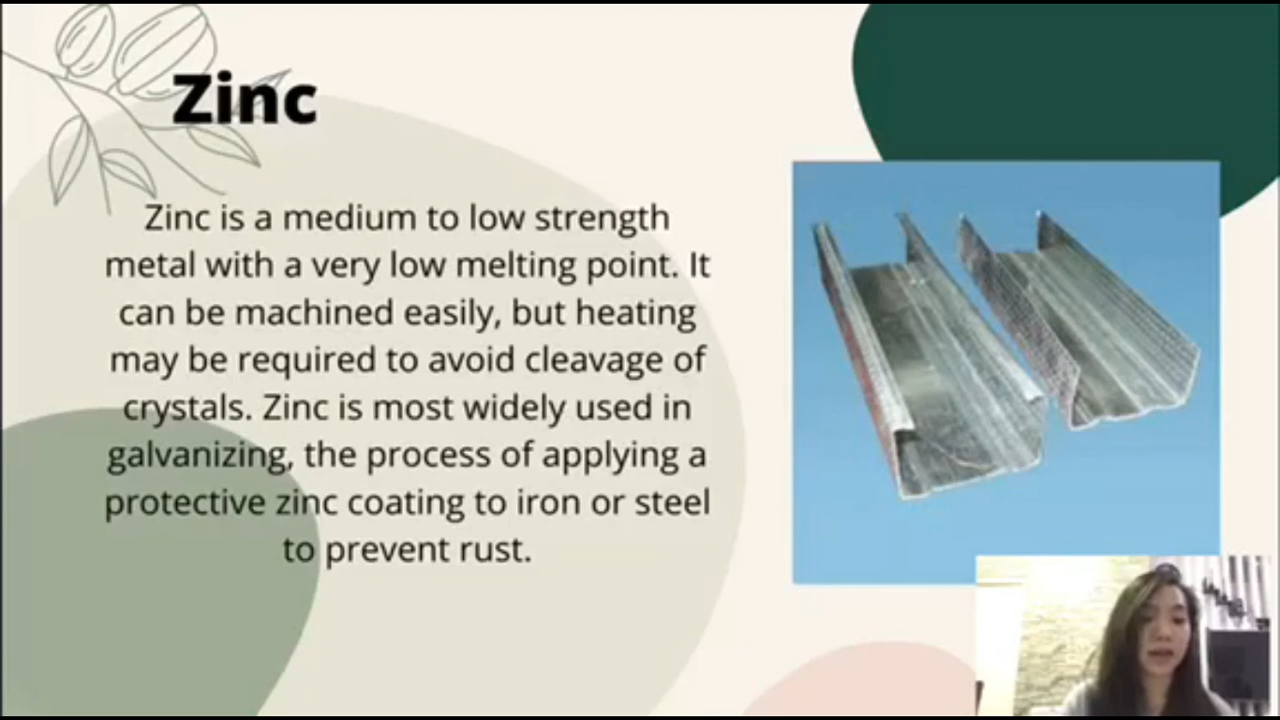 Zinc
Zinc is a medium to low strength
metal with a very low melting point. It
can be machined easily, but heating
may be required to avoid cleavage of
crystals. Zinc is most widely used in
galvanizing, the process of applying a
protective zinc coating to iron or steel
to prevent rust.